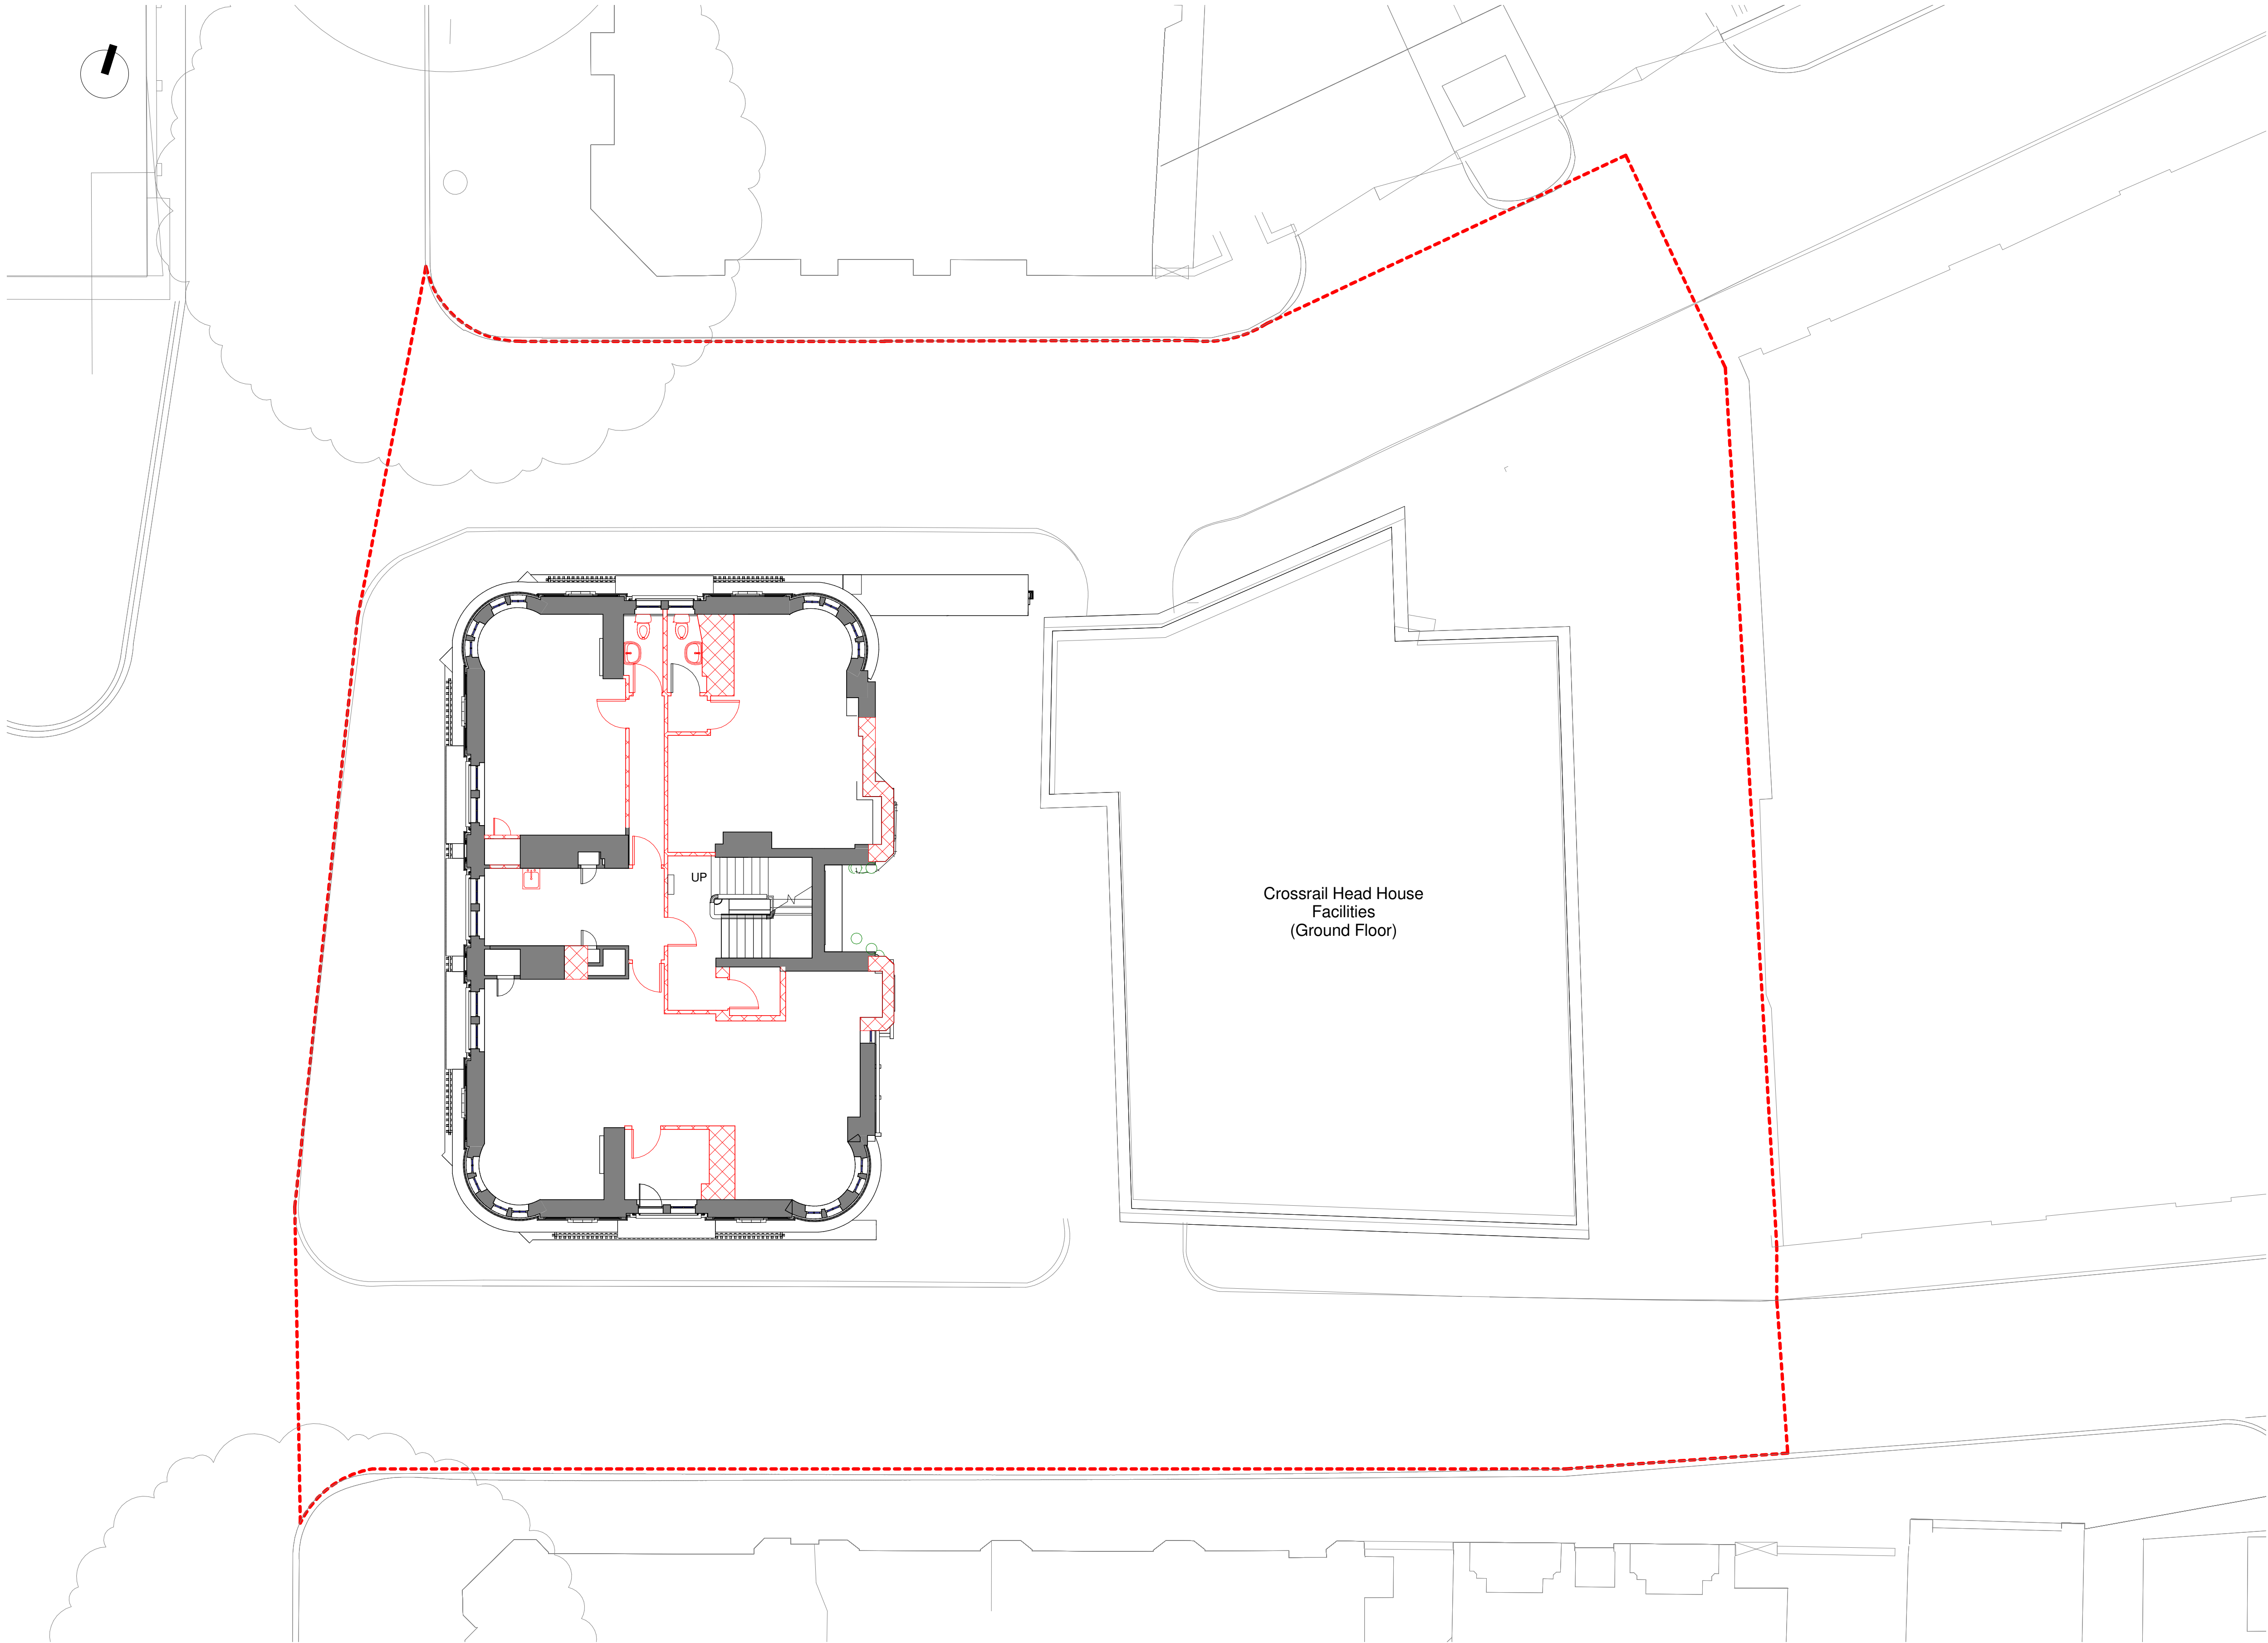 UP
Crossrail Head House
Facilities
(Ground Floor)